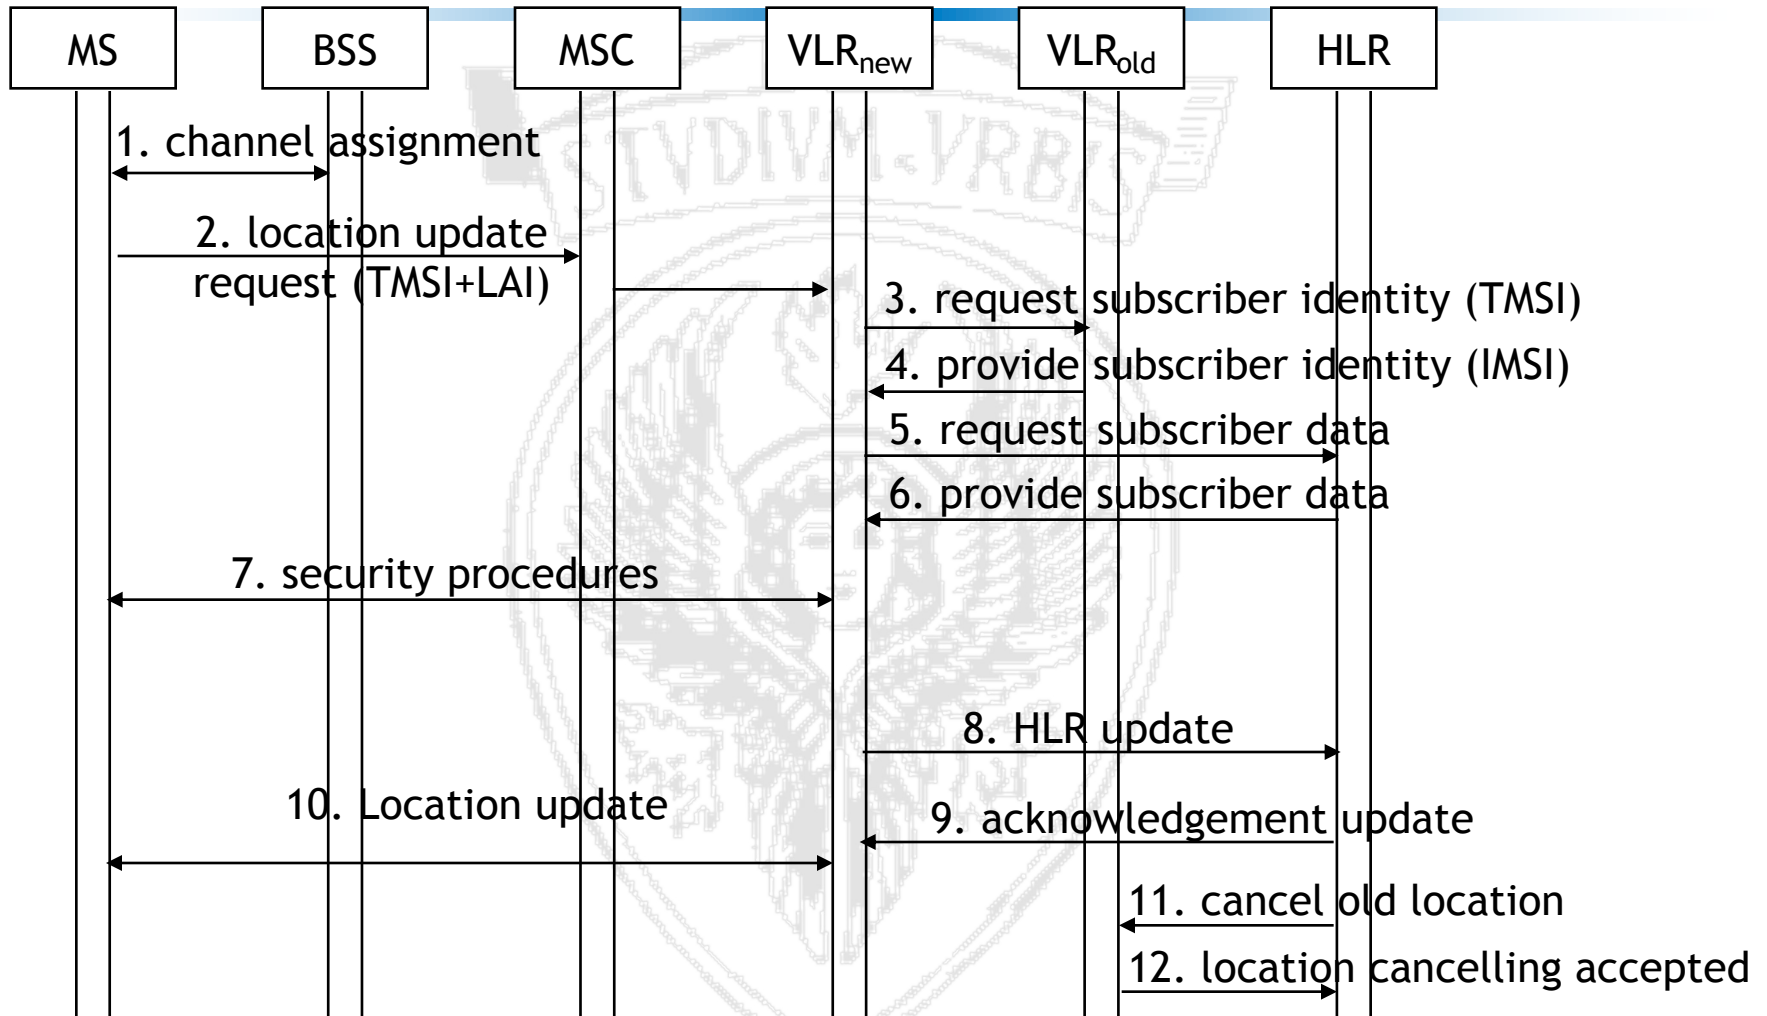 MS
BSS
MSC
VLRnew
VLRold
HLR
STVDIVM VRBIS
1. channel assignment
2. location update
request (TMSI+LAI)
3. request subscriber identity (TMSI)
4. provide subscriber identity (IMSI)
5. request subscriber data
6. provide subscriber data
7. security procedures
8. HLR update
10. Location update
9. acknowledgement update
11. cancel old location
12. location cancelling accepted